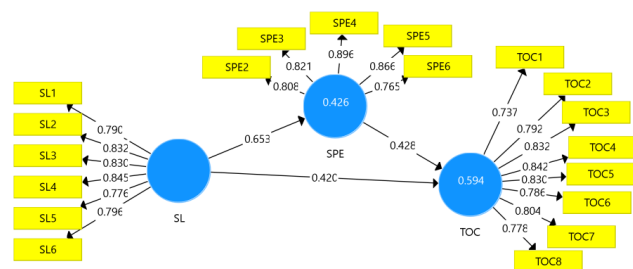 SPE4
SPE3
SPE5
SPE2
SPE6
0.896
0.821
0.866
0.808
0.765
TOC1
TOC2
TOC3
TOC4
TOC5
TOC6
TOC7
TOC8
0.737
0.792
0.832
0.842
0.830
0.786
0.804
0.778
SL1
SL2
SL3
SL4
SL5
SL6
0.790
0.832
0.830
0.845
0.776
0.796
0.426
SPE
0.653
0.428
0.420
0.594
SL
TOC